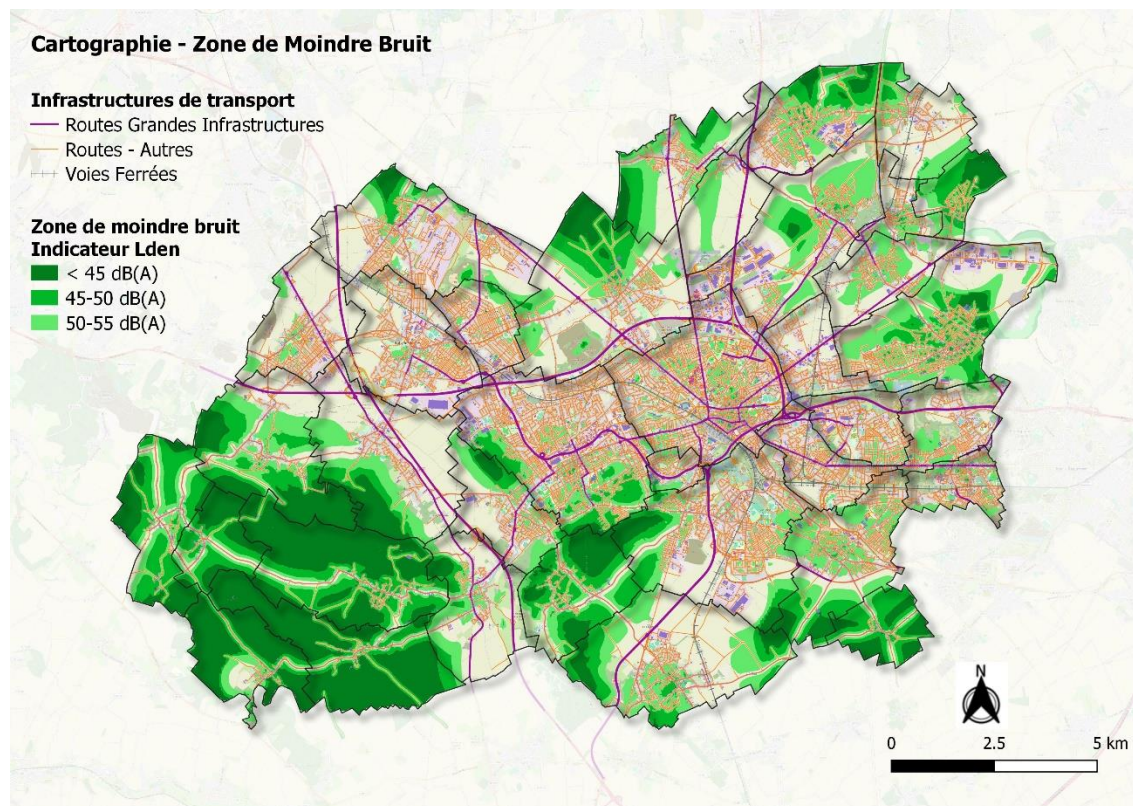 Cartographie - Zone de Moindre Bruit
Infrastructures de transport
Routes Grandes Infrastructures
Routes - Autres
Voies Ferrées
Zone de moindre bruit
Indicateur Lden
< 45 dB(A)
45-50 dB(A)
50-55 dB(A)
N
0 2.5 5 km